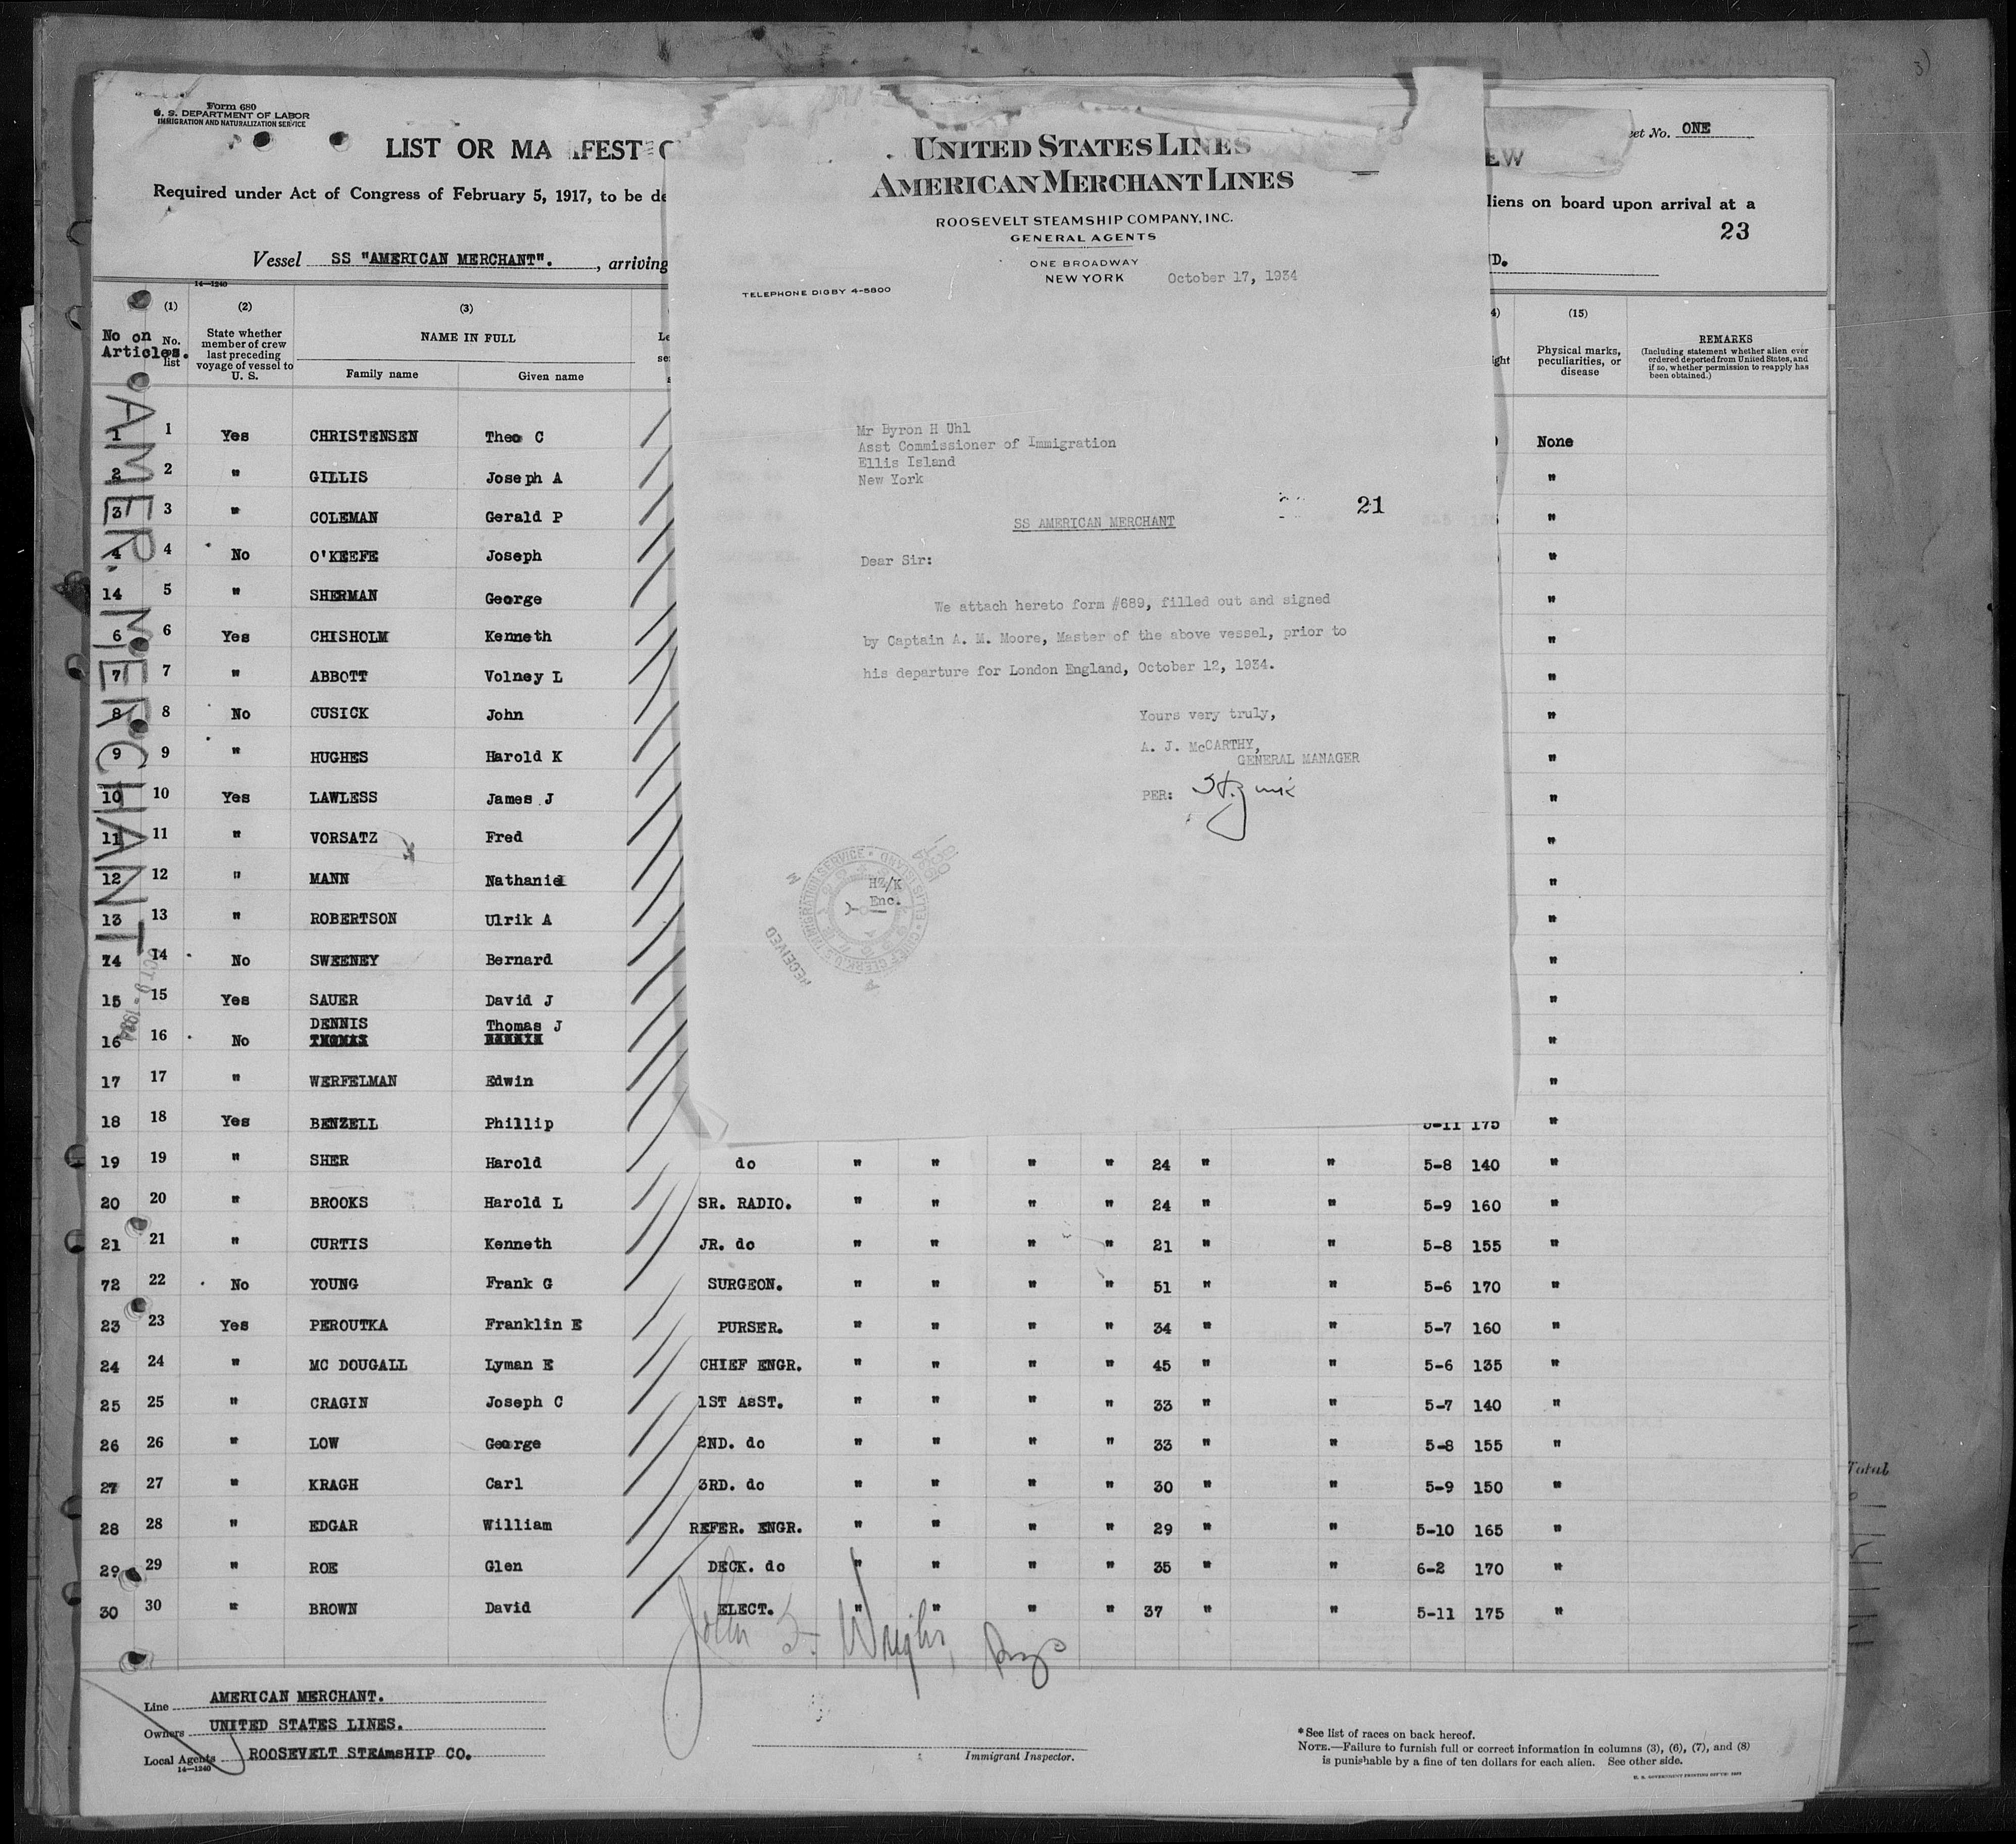 Form 680
U. S. DEPARTMENT OF LABOR
IMMIGRATION AND NATURALIZATION SERVICE
LIST OR MA IFEST
EW
eet No. ONE
Required under Act of Congress of February 5, 1917, to be de
liens on board upon arrival at a
23
Vessel SS "AMERICAN MERCHANT". , arriving
D.
14—1240
No on Articles.
(1) No. on list
(2) State whether member of crew last preceding voyage of vessel to U. S.
(3) NAME IN FULL
Family name Given name
(15) Physical marks, peculiarities, or disease
REMARKS
(Including statement whether alien ever ordered deported from United States, and if so, whether permission to reapply has been obtained.)
AMER. MERCHANT
UNITED STATES LINES
AMERICAN MERCHANT LINES
ROOSEVELT STEAMSHIP COMPANY, INC.
GENERAL AGENTS
ONE BROADWAY
NEW YORK October 17, 1934
TELEPHONE DIGBY 4-5800
Mr Byron H Uhl
Asst Commissioner of Immigration
Ellis Island
New York
21
SS AMERICAN MERCHANT
Dear Sir:
We attach hereto form #689, filled out and signed
by Captain A. M. Moore, Master of the above vessel, prior to
his departure for London England, October 12, 1934.
Yours very truly,
A. J. McCARTHY,
GENERAL MANAGER
PER:
HZ/K
Enc.
RECEIVED
1 1 Yes CHRISTENSEN Theo C None
2 2 " GILLIS Joseph A "
3 3 " COLEMAN Gerald P "
4 4 No O'KEEFE Joseph "
14 5 " SHERMAN George "
6 6 Yes CHISHOLM Kenneth "
7 7 " ABBOTT Volney L "
8 8 No CUSICK John "
9 9 " HUGHES Harold K "
10 10 Yes LAWLESS James J "
11 11 " VORSATZ Fred "
12 12 " MANN Nathaniel "
13 13 " ROBERTSON Ulrik A "
14 14 No SWEENEY Bernard "
15 15 Yes SAUER David J "
16 16 No DENNIS Thomas J "
17 17 " WERFELMAN Edwin "
18 18 Yes BENZELL Phillip 5-11 175 "
19 19 " SHER Harold do " " " " 24 " " 5-8 140 "
20 20 " BROOKS Harold L SR. RADIO. " " " " 24 " " 5-9 160 "
21 21 " CURTIS Kenneth JR. do " " " " 21 " " 5-8 155 "
72 22 No YOUNG Frank G SURGEON. " " " " 51 " " 5-6 170 "
23 23 Yes PEROUTKA Franklin E PURSER. " " " " 34 " " 5-7 160 "
24 24 " MC DOUGALL Lyman E CHIEF ENGR. " " " " 45 " " 5-6 135 "
25 25 " CRAGIN Joseph C 1ST ASST. " " " " 33 " " 5-7 140 "
26 26 " LOW George 2ND. do " " " " 33 " " 5-8 155 "
27 27 " KRAGH Carl 3RD. do " " " " 30 " " 5-9 150 "
28 28 " EDGAR William REFER. ENGR. " " " " 29 " " 5-10 165 "
29 29 " ROE Glen DECK. do " " " " 35 " " 6-2 170 "
30 30 " BROWN David ELECT. " " " " 37 " " 5-11 175 "
Line AMERICAN MERCHANT.
Owners UNITED STATES LINES.
Local Agents ROOSEVELT STEAmsHIP CO.
14—1240
Immigrant Inspector.
*See list of races on back hereof.
NOTE.—Failure to furnish full or correct information in columns (3), (6), (7), and (8)
is punishable by a fine of ten dollars for each alien. See other side.
Total